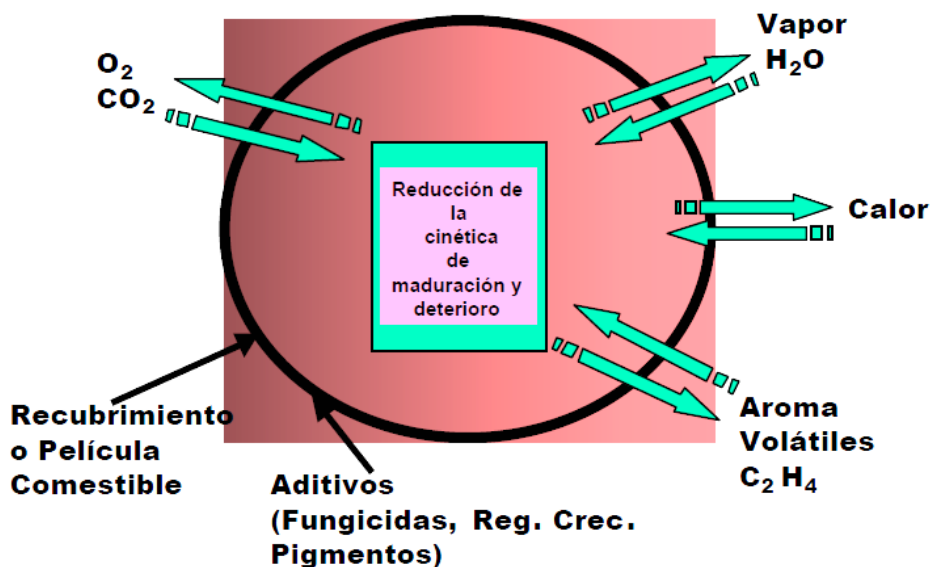 O₂
CO₂
Vapor
H₂O
Reducción de
la
cinética
de
maduración y
deterioro
Calor
Recubrimiento
o Película
Comestible
Aditivos
(Fungicidas, Reg. Crec.
Pigmentos)
Aroma
Volátiles
C₂ H₄